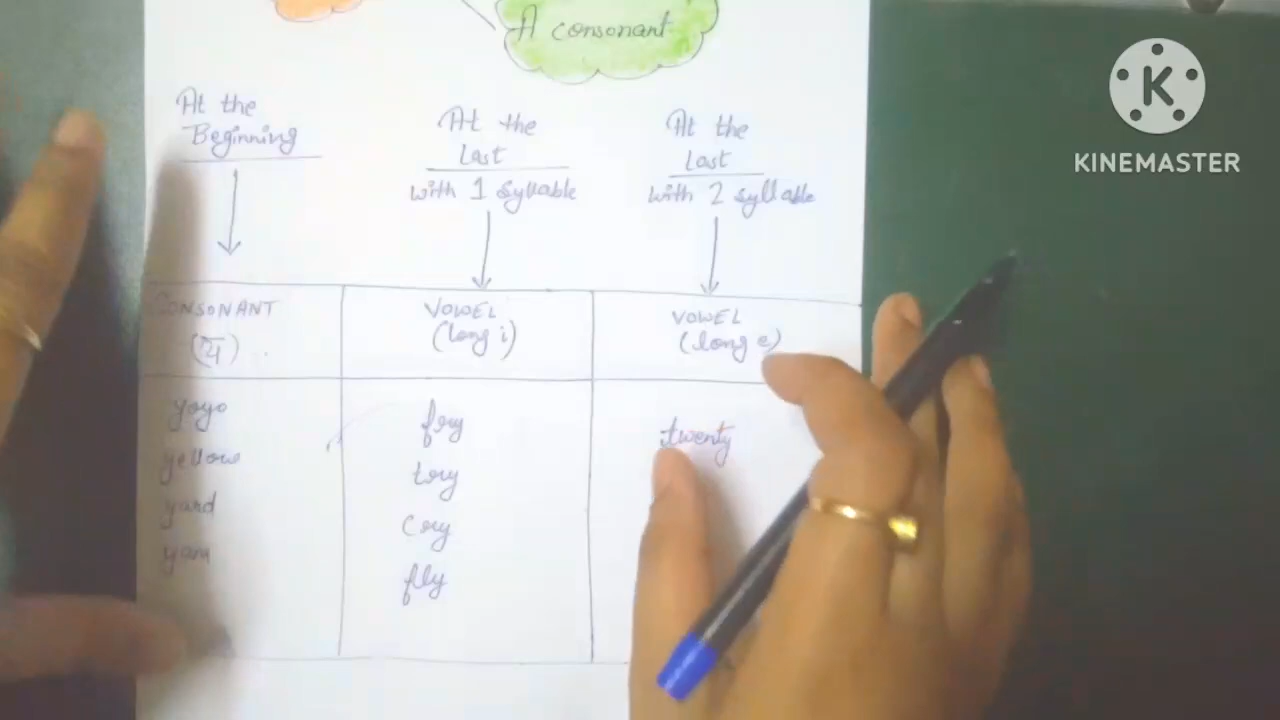 A consonant
At the
Beginning
At the
Last
with 1 syllable
At the
Last
with 2 syllable
CONSONANT
(य)
VOWEL
(long i)
VOWEL
(long e)
yoyo
yellow
yard
yam
fry
try
cry
fly
twenty
KINEMASTER